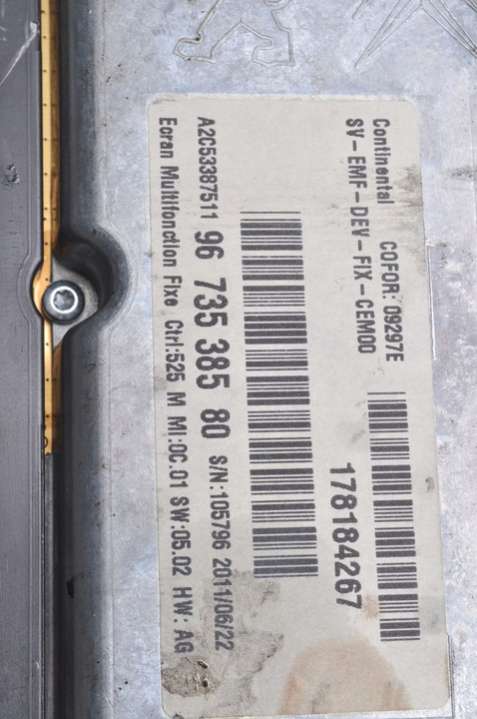 Continental COFOR: 09297E
SV-EMF-DEV-FIX-CEM00
178184267
A2C53387511 96 735 385 80 S/N:105796 2011/06/22
Eoran Multifonction Fixe Ctrl:525 M MI:0C.01 SW:05.02 HW: AG